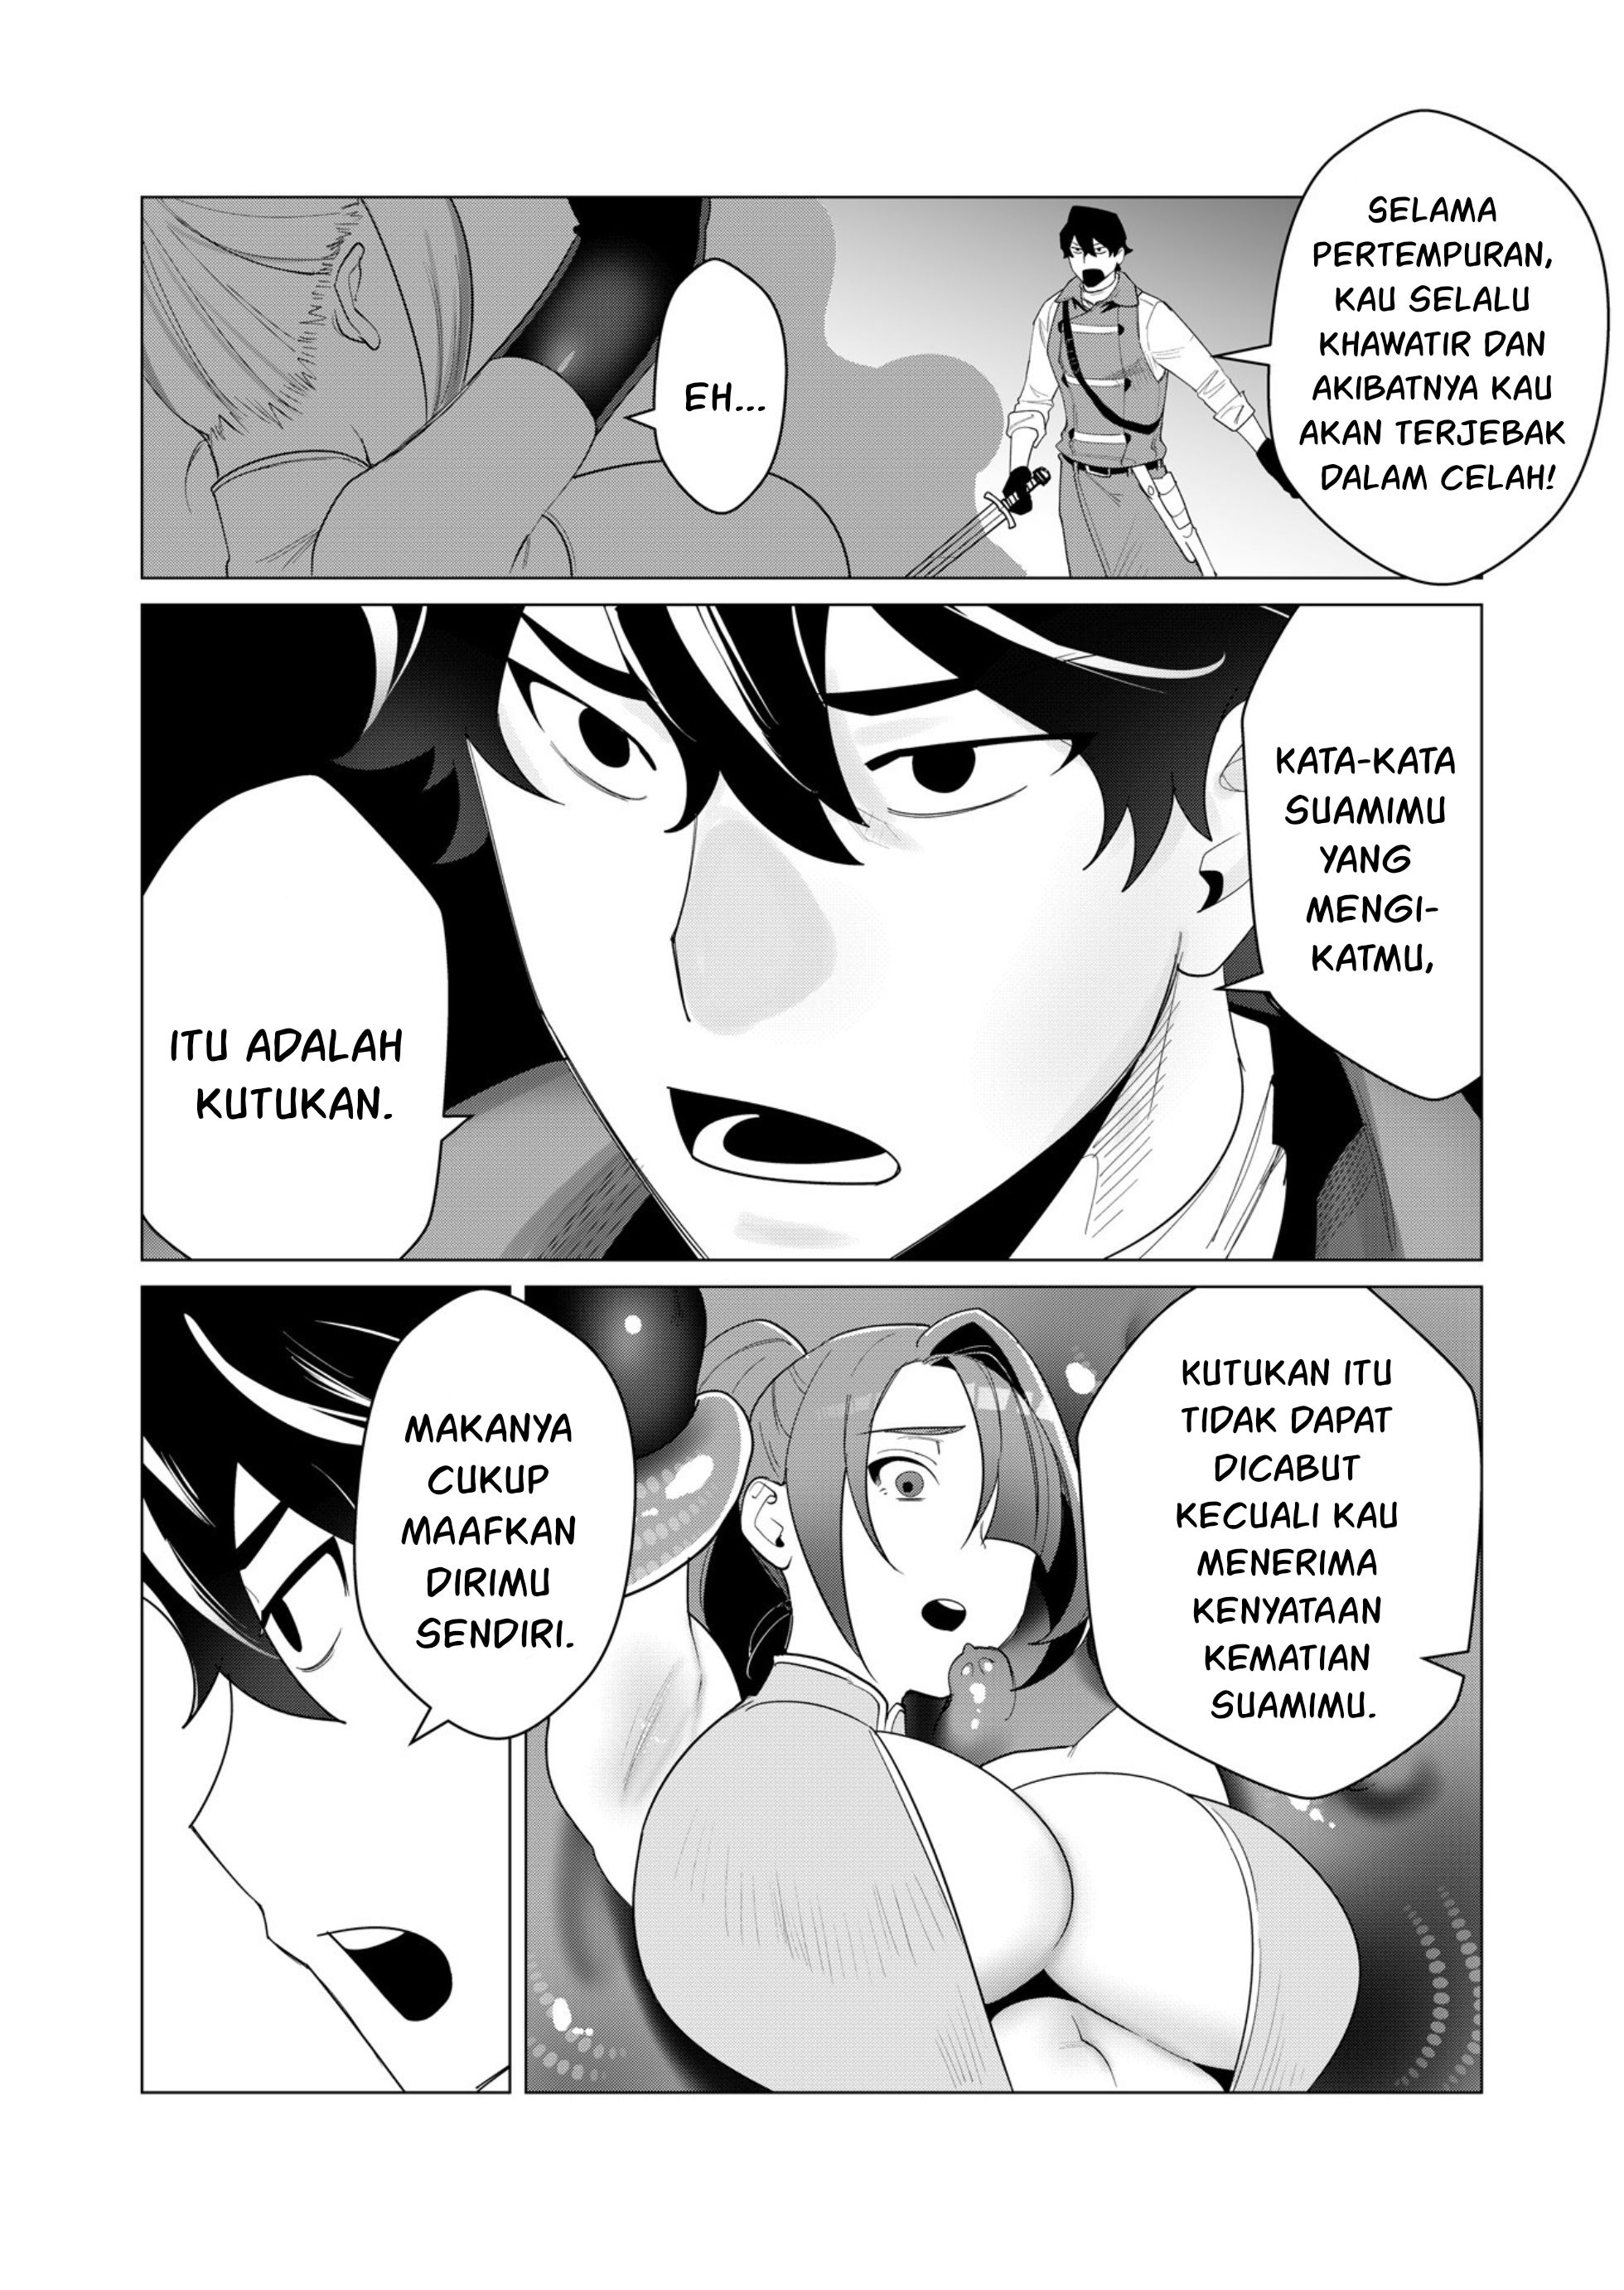 SELAMA
PERTEMPURAN,
KAU SELALU
KHAWATIR DAN
AKIBATNYA KAU
AKAN TERJEBAK
DALAM CELAH!
EH...
KATA-KATA
SUAMIMU
YANG
MENGI-
KATMU,
ITU ADALAH
KUTUKAN.
KUTUKAN ITU
TIDAK DAPAT
DICABUT
KECUALI KAU
MENERIMA
KENYATAAN
KEMATIAN
SUAMIMU.
MAKANYA
CUKUP
MAAFKAN
DIRIMU
SENDIRI.